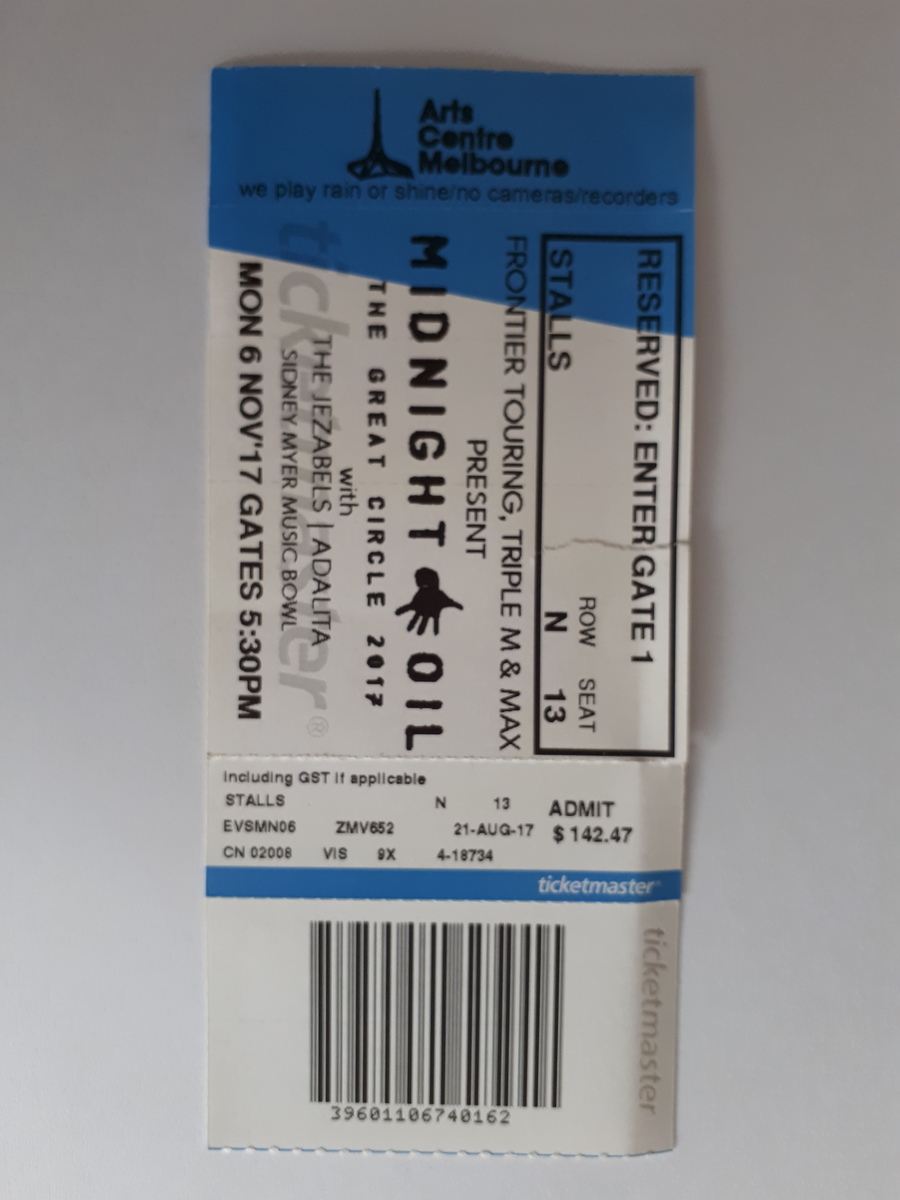 Arts
Centre
Melbourne
we play rain or shine/no cameras/recorders
RESERVED: ENTER GATE 1
ROW SEAT
STALLS N 13
FRONTIER TOURING, TRIPLE M & MAX
PRESENT
MIDNIGHT OIL
THE GREAT CIRCLE 2017
with
THE JEZABELS | ADALITA
SIDNEY MYER MUSIC BOWL
ticketmaster®
MON 6 NOV'17 GATES 5:30PM
Including GST if applicable
STALLS N 13 ADMIT
EVSMN06 ZMV652 21-AUG-17 $ 142.47
CN 02008 VIS 9X 4-18734
ticketmaster
ticketmaster
39601106740162